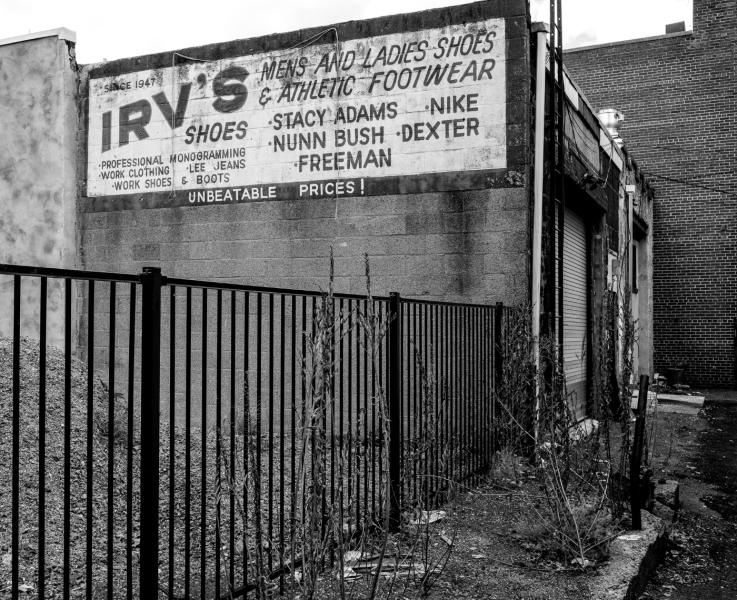 SINCE 1947
IRV'S
SHOES
·PROFESSIONAL MONOGRAMMING
·WORK CLOTHING ·LEE JEANS
·WORK SHOES & BOOTS
MENS AND LADIES SHOES
& ATHLETIC FOOTWEAR
·STACY ADAMS ·NIKE
·NUNN BUSH ·DEXTER
·FREEMAN
UNBEATABLE PRICES!